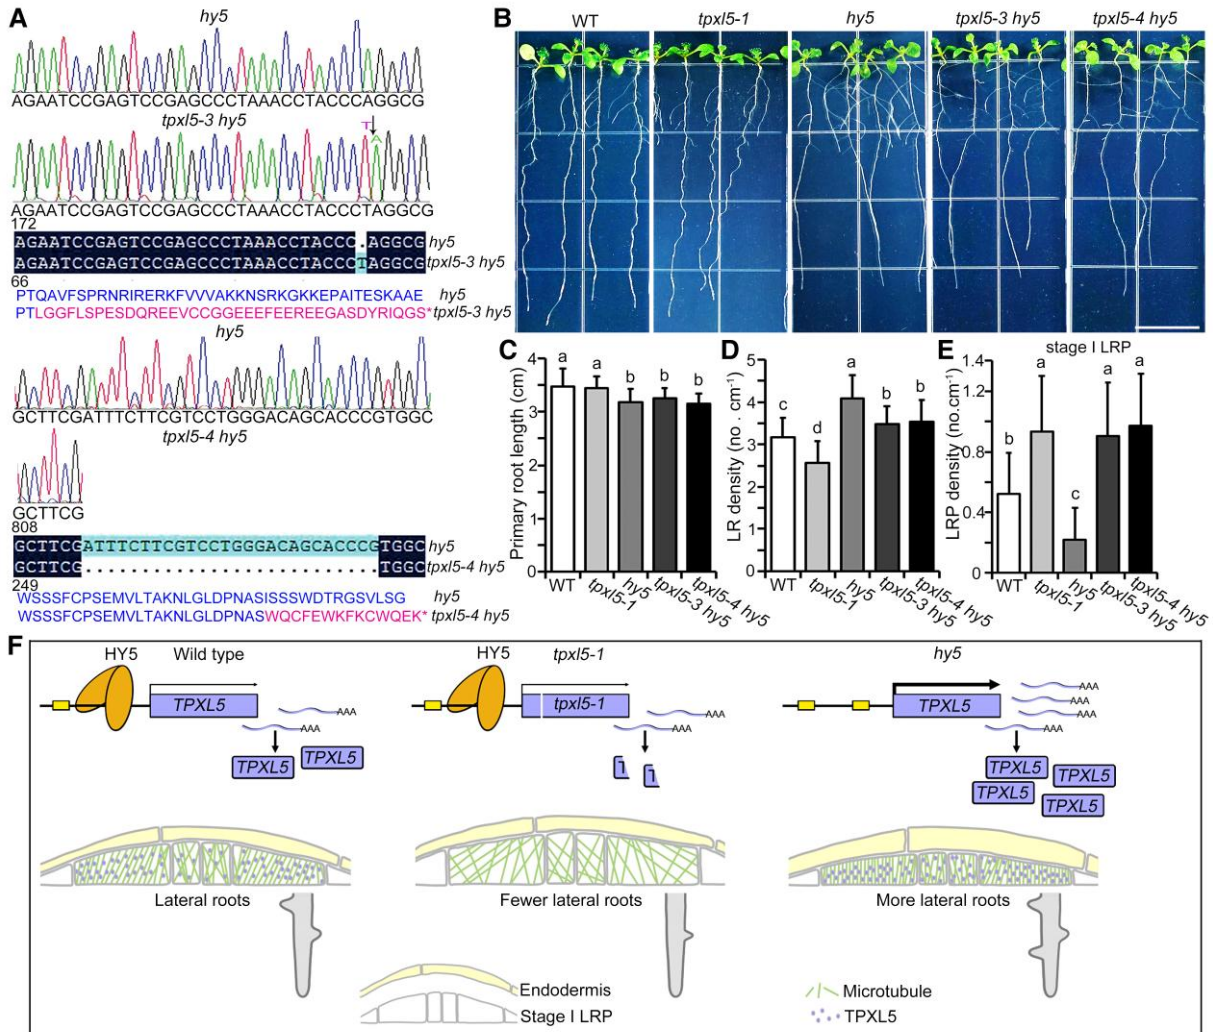 A
hy5
AGAATCCGAGTCCGAGCCCTAAACCTACCCAGGCG
tpxl5-3 hy5
T
AGAATCCGAGTCCGAGCCCTAAACCTACCCTAGGCG
172
AGAATCCGAGTCCGAGCCCTAAACCTACCC.AGGCG hy5
AGAATCCGAGTCCGAGCCCTAAACCTACCCTAGGCG tpxl5-3 hy5
66
PTQAVFSPRNRIRERKFVVVAKKNSRKGKKEPAITESKAAE hy5
PTLGGFLSPESDQREEVCCGGEEEFEEREEGASDYRIQGS* tpxl5-3 hy5
hy5
GCTTCGATTTCTTCGTCCTGGGACAGCACCCGTGGC
tpxl5-4 hy5
GCTTCG
808
GCTTCGATTTCTTCGTCCTGGGACAGCACCCGTGGC hy5
GCTTCG..........................TGGC tpxl5-4 hy5
249
WSSSFCPSEMVLTAKNLGLDPNASISSSWDTRGSVLSG hy5
WSSSFCPSEMVLTAKNLGLDPNASWQCFEWKFKCWQEK* tpxl5-4 hy5
B
WT tpxl5-1 hy5 tpxl5-3 hy5 tpxl5-4 hy5
C
Primary root length (cm)
4
3
2
1
0
a a b b b
WT tpxl5-1 hy5 tpxl5-3 hy5 tpxl5-4 hy5
D
LR density (no . cm⁻¹)
5
4
3
2
1
0
c d a b b
WT tpxl5-1 hy5 tpxl5-3 hy5 tpxl5-4 hy5
E
stage I LRP
LRP density (no.cm⁻¹)
1.4
1.2
0.8
0.4
0
b a c a a
WT tpxl5-1 hy5 tpxl5-3 hy5 tpxl5-4 hy5
F
HY5 Wild type
TPXL5
AAA
AAA
TPXL5 TPXL5
Lateral roots
HY5 tpxl5-1
tpxl5-1
AAA
AAA
T T
Fewer lateral roots
hy5
TPXL5
AAA
AAA
AAA
AAA
TPXL5 TPXL5
TPXL5 TPXL5
More lateral roots
Endodermis
Stage I LRP
Microtubule
TPXL5